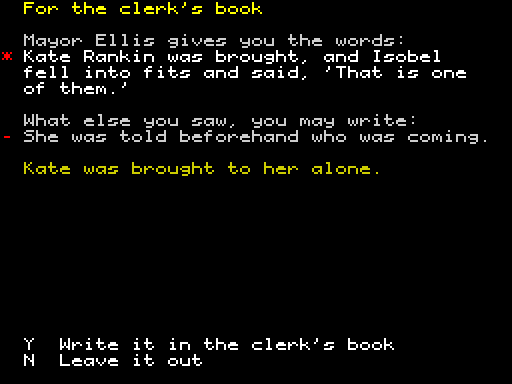 For the clerk's book
Mayor Ellis gives you the words:
* Kate Rankin was brought, and Isobel
fell into fits and said, 'That is one
of them.'
What else you saw, you may write:
- She was told beforehand who was coming.
Kate was brought to her alone.
Y Write it in the clerk's book
N Leave it out